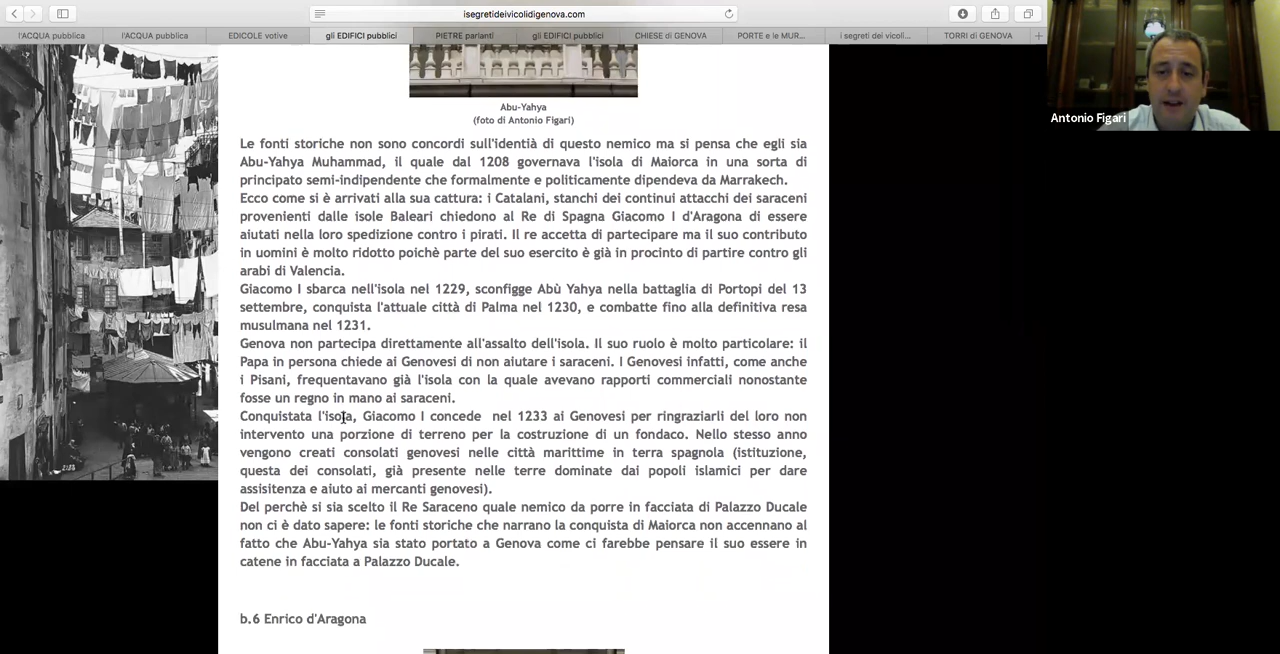 isegretideivicolidigenova.com
l'ACQUA pubblica
l'ACQUA pubblica
EDICOLE votive
gli EDIFICI pubblici
PIETRE parlanti
gli EDIFICI pubblici
CHIESE di GENOVA
PORTE e le MUR...
i segreti dei vicoli...
TORRI di GENOVA
Antonio Figari
Abu-Yahya
(foto di Antonio Figari)
Le fonti storiche non sono concordi sull'identià di questo nemico ma si pensa che egli sia
Abu-Yahya Muhammad, il quale dal 1208 governava l'isola di Maiorca in una sorta di
principato semi-indipendente che formalmente e politicamente dipendeva da Marrakech.
Ecco come si è arrivati alla sua cattura: i Catalani, stanchi dei continui attacchi dei saraceni
provenienti dalle isole Baleari chiedono al Re di Spagna Giacomo I d'Aragona di essere
aiutati nella loro spedizione contro i pirati. Il re accetta di partecipare ma il suo contributo
in uomini è molto ridotto poichè parte del suo esercito è già in procinto di partire contro gli
arabi di Valencia.
Giacomo I sbarca nell'isola nel 1229, sconfigge Abù Yahya nella battaglia di Portopi del 13
settembre, conquista l'attuale città di Palma nel 1230, e combatte fino alla definitiva resa
musulmana nel 1231.
Genova non partecipa direttamente all'assalto dell'isola. Il suo ruolo è molto particolare: il
Papa in persona chiede ai Genovesi di non aiutare i saraceni. I Genovesi infatti, come anche
i Pisani, frequentavano già l'isola con la quale avevano rapporti commerciali nonostante
fosse un regno in mano ai saraceni.
Conquistata l'isola, Giacomo I concede nel 1233 ai Genovesi per ringraziarli del loro non
intervento una porzione di terreno per la costruzione di un fondaco. Nello stesso anno
vengono creati consolati genovesi nelle città marittime in terra spagnola (istituzione,
questa dei consolati, già presente nelle terre dominate dai popoli islamici per dare
assisitenza e aiuto ai mercanti genovesi).
Del perchè si sia scelto il Re Saraceno quale nemico da porre in facciata di Palazzo Ducale
non ci è dato sapere: le fonti storiche che narrano la conquista di Maiorca non accennano al
fatto che Abu-Yahya sia stato portato a Genova come ci farebbe pensare il suo essere in
catene in facciata a Palazzo Ducale.
b.6 Enrico d'Aragona